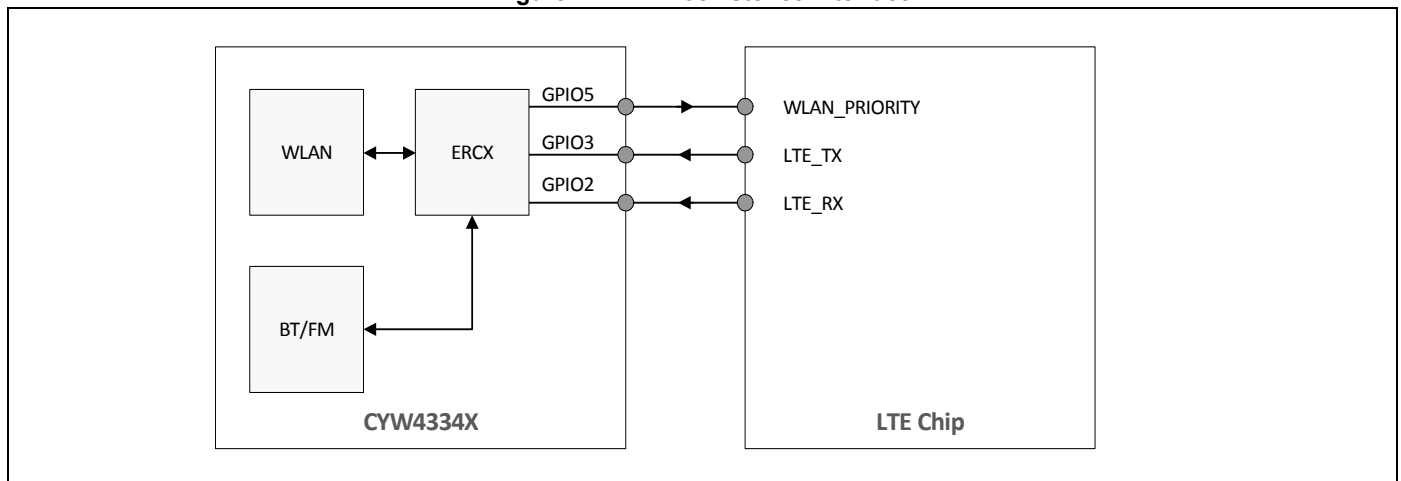 GPIO5
WLAN_PRIORITY
WLAN
ERCX
GPIO3
LTE_TX
GPIO2
LTE_RX
BT/FM
CYW4334X
LTE Chip